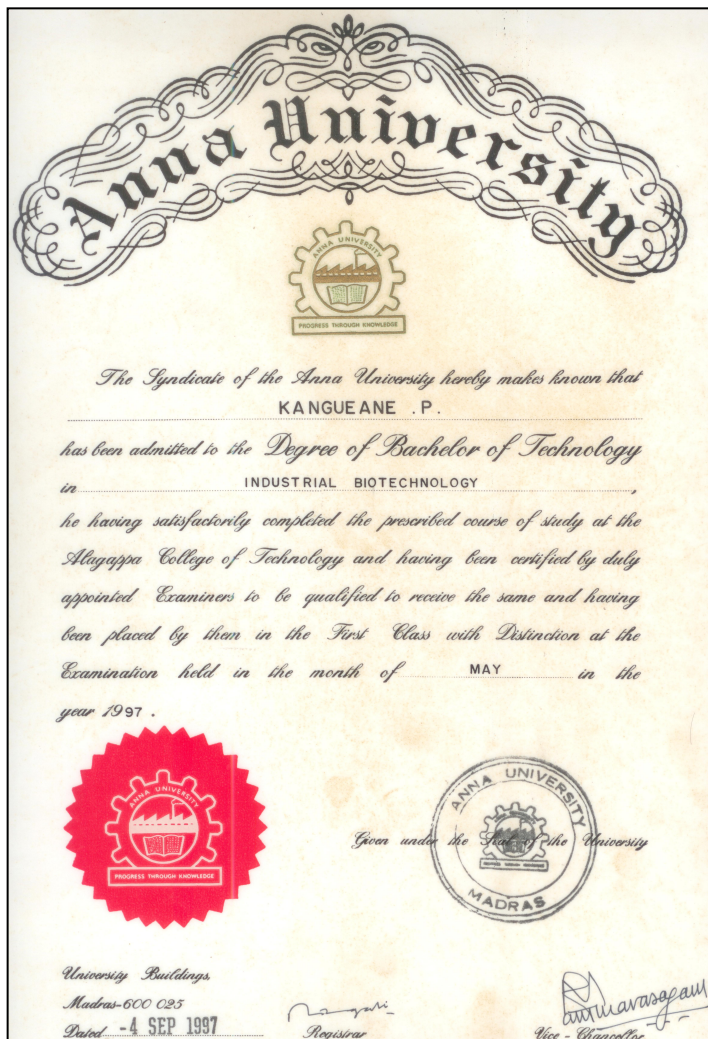 Anna University
ANNA UNIVERSITY
PROGRESS THROUGH KNOWLEDGE
The Syndicate of the Anna University hereby makes known that
KANGUEANE .P.
has been admitted to the Degree of Bachelor of Technology
in INDUSTRIAL BIOTECHNOLOGY ,
he having satisfactorily completed the prescribed course of study at the
Alagappa College of Technology and having been certified by duly
appointed Examiners to be qualified to receive the same and having
been placed by them in the First Class with Distinction at the
Examination held in the month of MAY in the
year 1997 .
ANNA UNIVERSITY
PROGRESS THROUGH KNOWLEDGE
ANNA UNIVERSITY
MADRAS
Given under the Seal of the University
University Buildings,
Madras-600 025
Dated -4 SEP 1997
Registrar
Vice - Chancellor